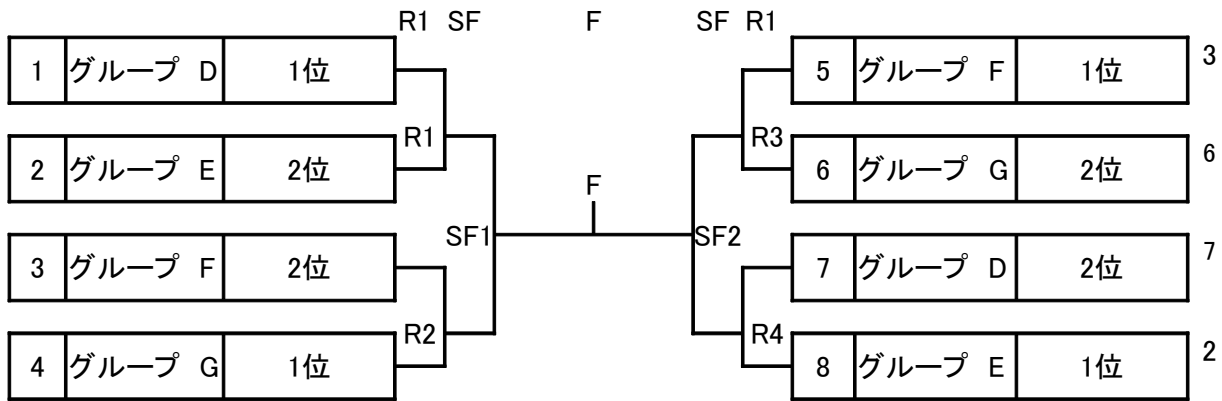 R1 SF F SF R1
1 グループ D 1位 5 グループ F 1位 3
R1 R3
2 グループ E 2位 6 グループ G 2位 6
F
SF1 SF2
3 グループ F 2位 7 グループ D 2位 7
R2 R4
4 グループ G 1位 8 グループ E 1位 2